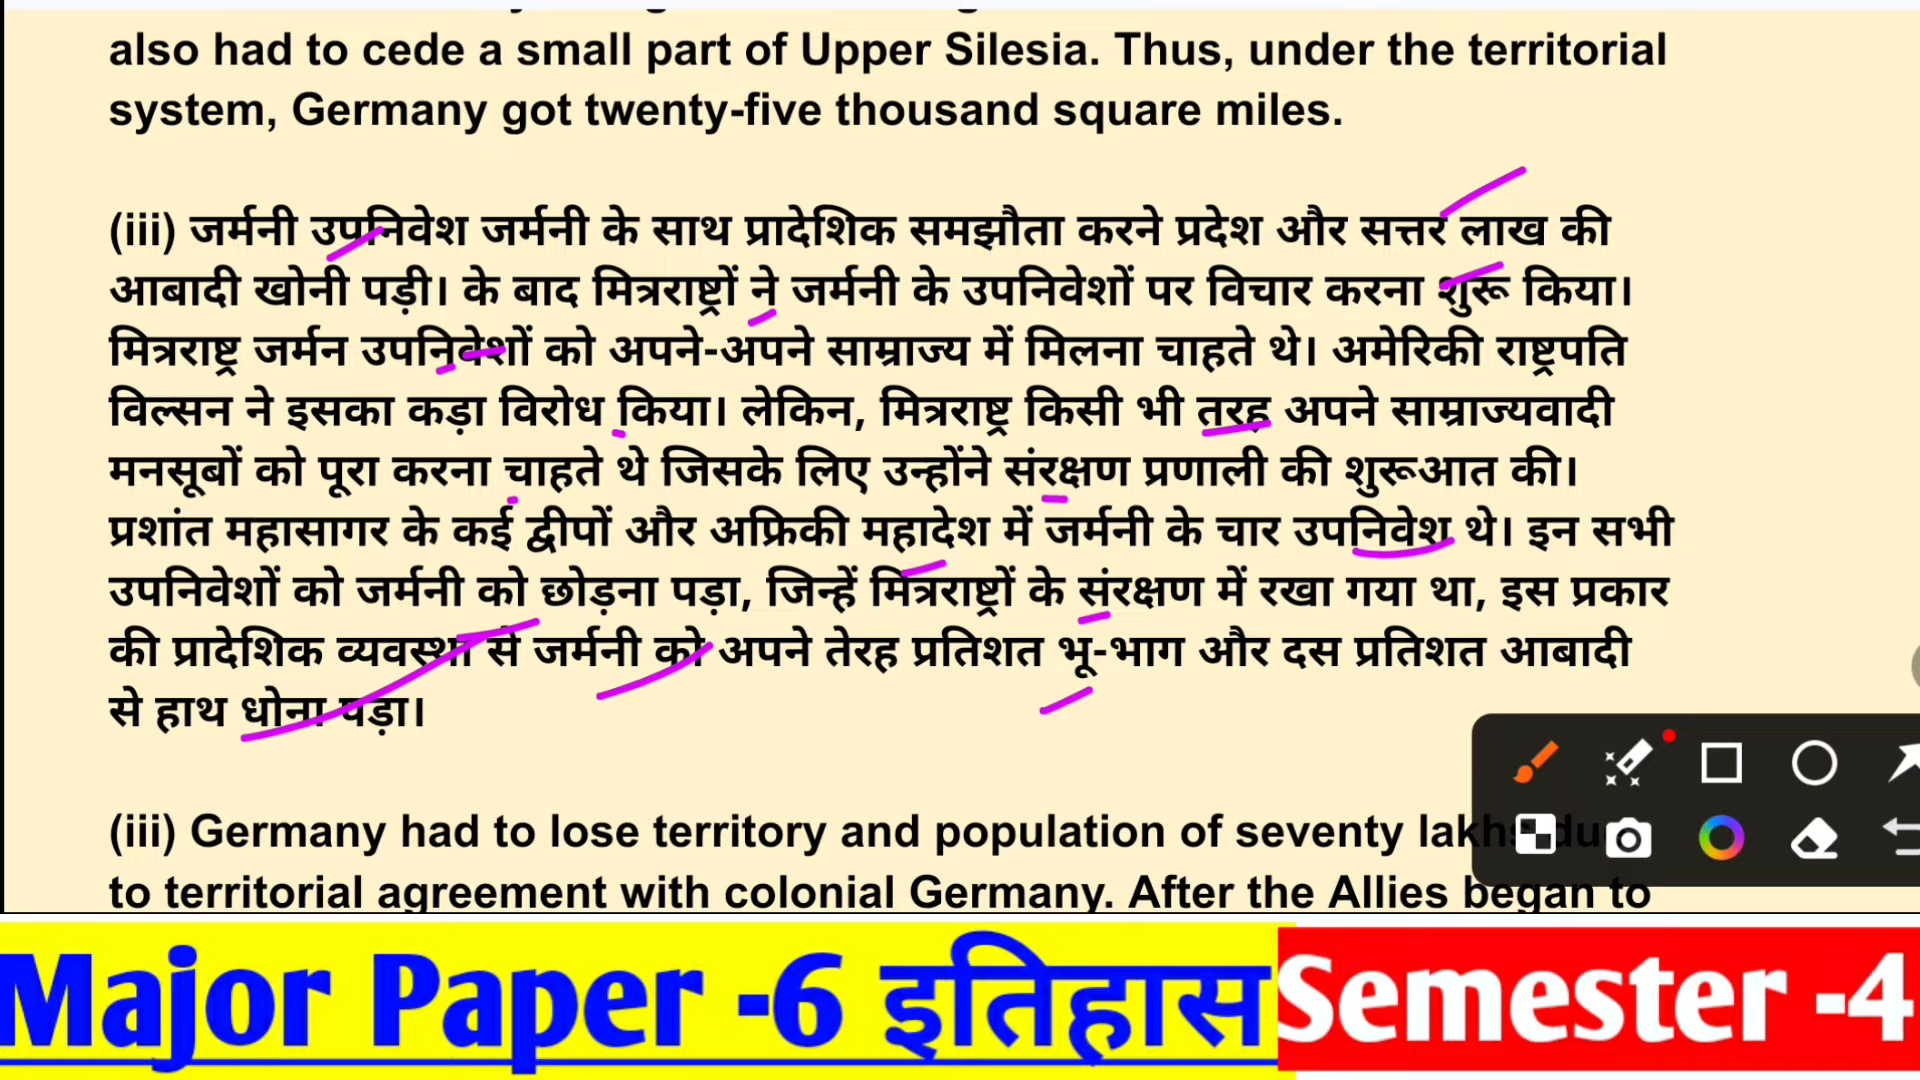 also had to cede a small part of Upper Silesia. Thus, under the territorial
system, Germany got twenty-five thousand square miles.
(iii) जर्मनी उपनिवेश जर्मनी के साथ प्रादेशिक समझौता करने प्रदेश और सत्तर लाख की
आबादी खोनी पड़ी। के बाद मित्रराष्ट्रों ने जर्मनी के उपनिवेशों पर विचार करना शुरू किया।
मित्रराष्ट्र जर्मन उपनिवेशों को अपने-अपने साम्राज्य में मिलना चाहते थे। अमेरिकी राष्ट्रपति
विल्सन ने इसका कड़ा विरोध किया। लेकिन, मित्रराष्ट्र किसी भी तरह अपने साम्राज्यवादी
मनसूबों को पूरा करना चाहते थे जिसके लिए उन्होंने संरक्षण प्रणाली की शुरूआत की।
प्रशांत महासागर के कई द्वीपों और अफ्रिकी महादेश में जर्मनी के चार उपनिवेश थे। इन सभी
उपनिवेशों को जर्मनी को छोड़ना पड़ा, जिन्हें मित्रराष्ट्रों के संरक्षण में रखा गया था, इस प्रकार
की प्रादेशिक व्यवस्था से जर्मनी को अपने तेरह प्रतिशत भू-भाग और दस प्रतिशत आबादी
से हाथ धोना पड़ा।
(iii) Germany had to lose territory and population of seventy lakhs du
to territorial agreement with colonial Germany. After the Allies began to
Major Paper -6 इतिहास Semester -4